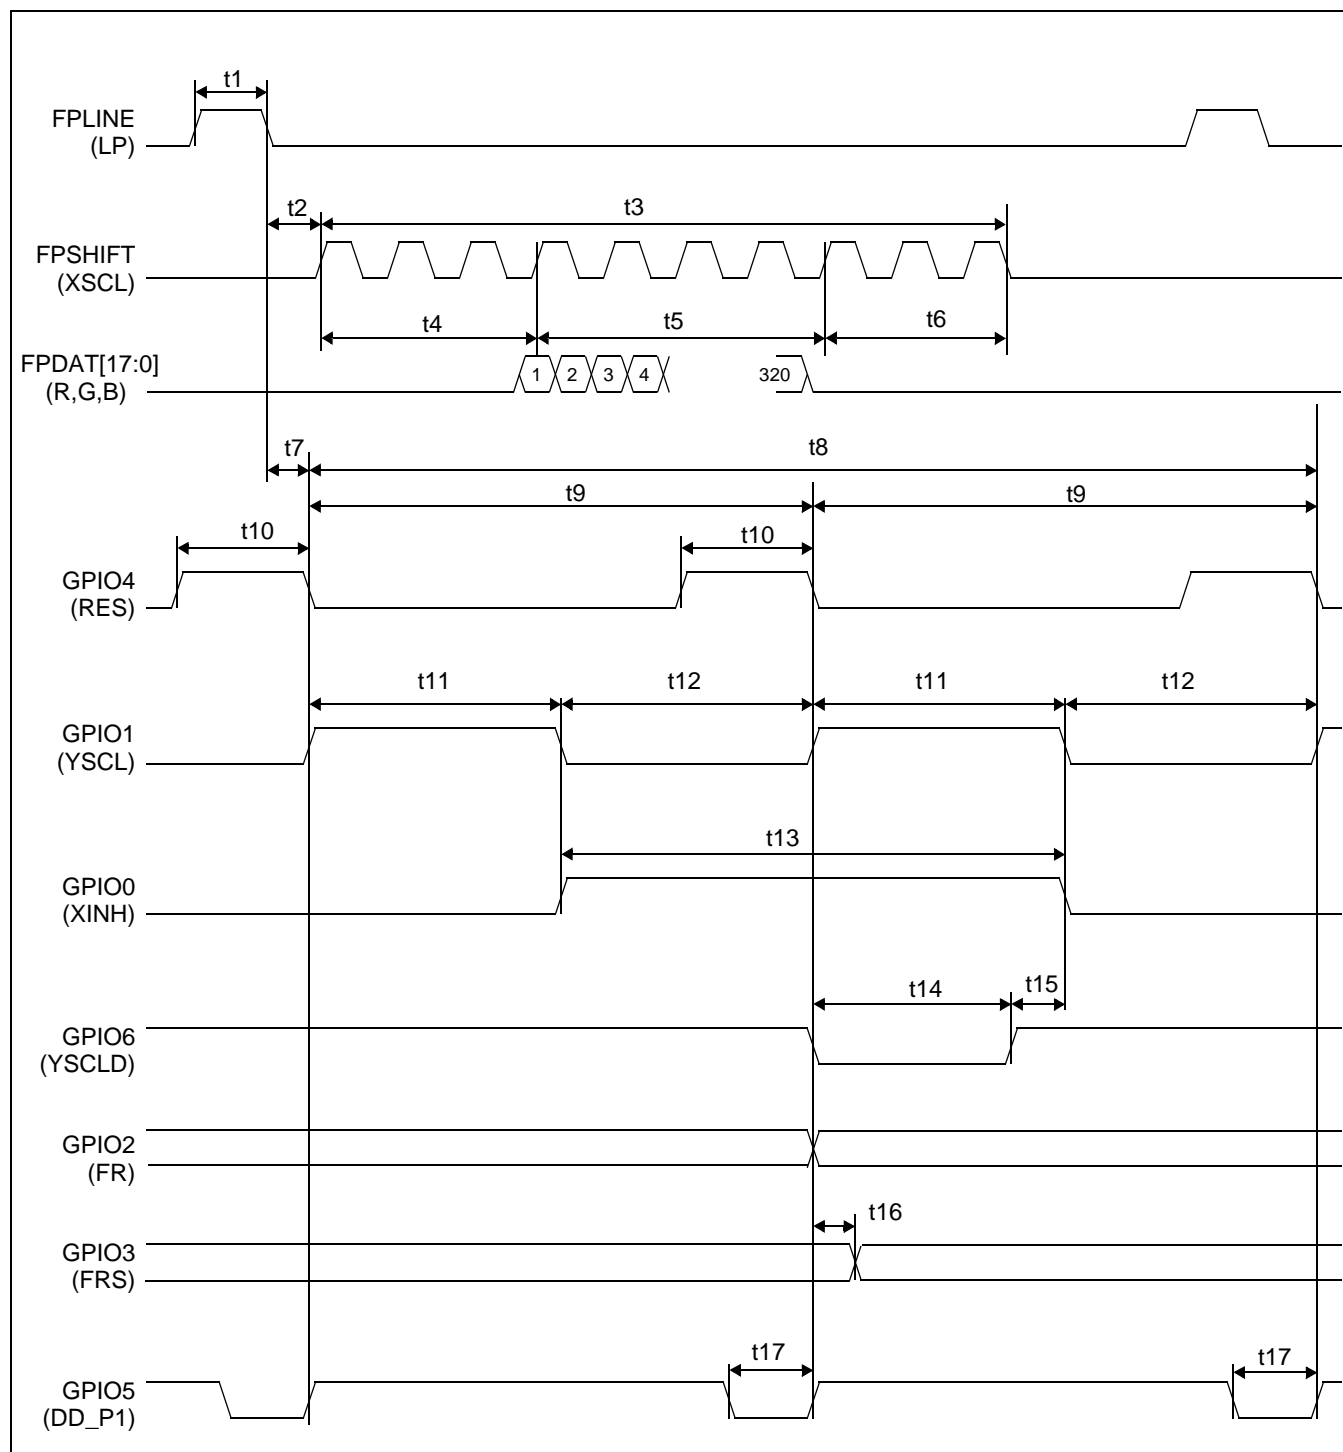 t1
FPLINE
(LP)
t2
t3
FPSHIFT
(XSCL)
t4
t5
t6
FPDAT[17:0]
(R,G,B)
1 2 3 4 320
t7
t8
t9 t9
t10 t10
GPIO4
(RES)
t11 t12 t11 t12
GPIO1
(YSCL)
t13
GPIO0
(XINH)
t14 t15
GPIO6
(YSCLD)
GPIO2
(FR)
t16
GPIO3
(FRS)
t17 t17
GPIO5
(DD_P1)